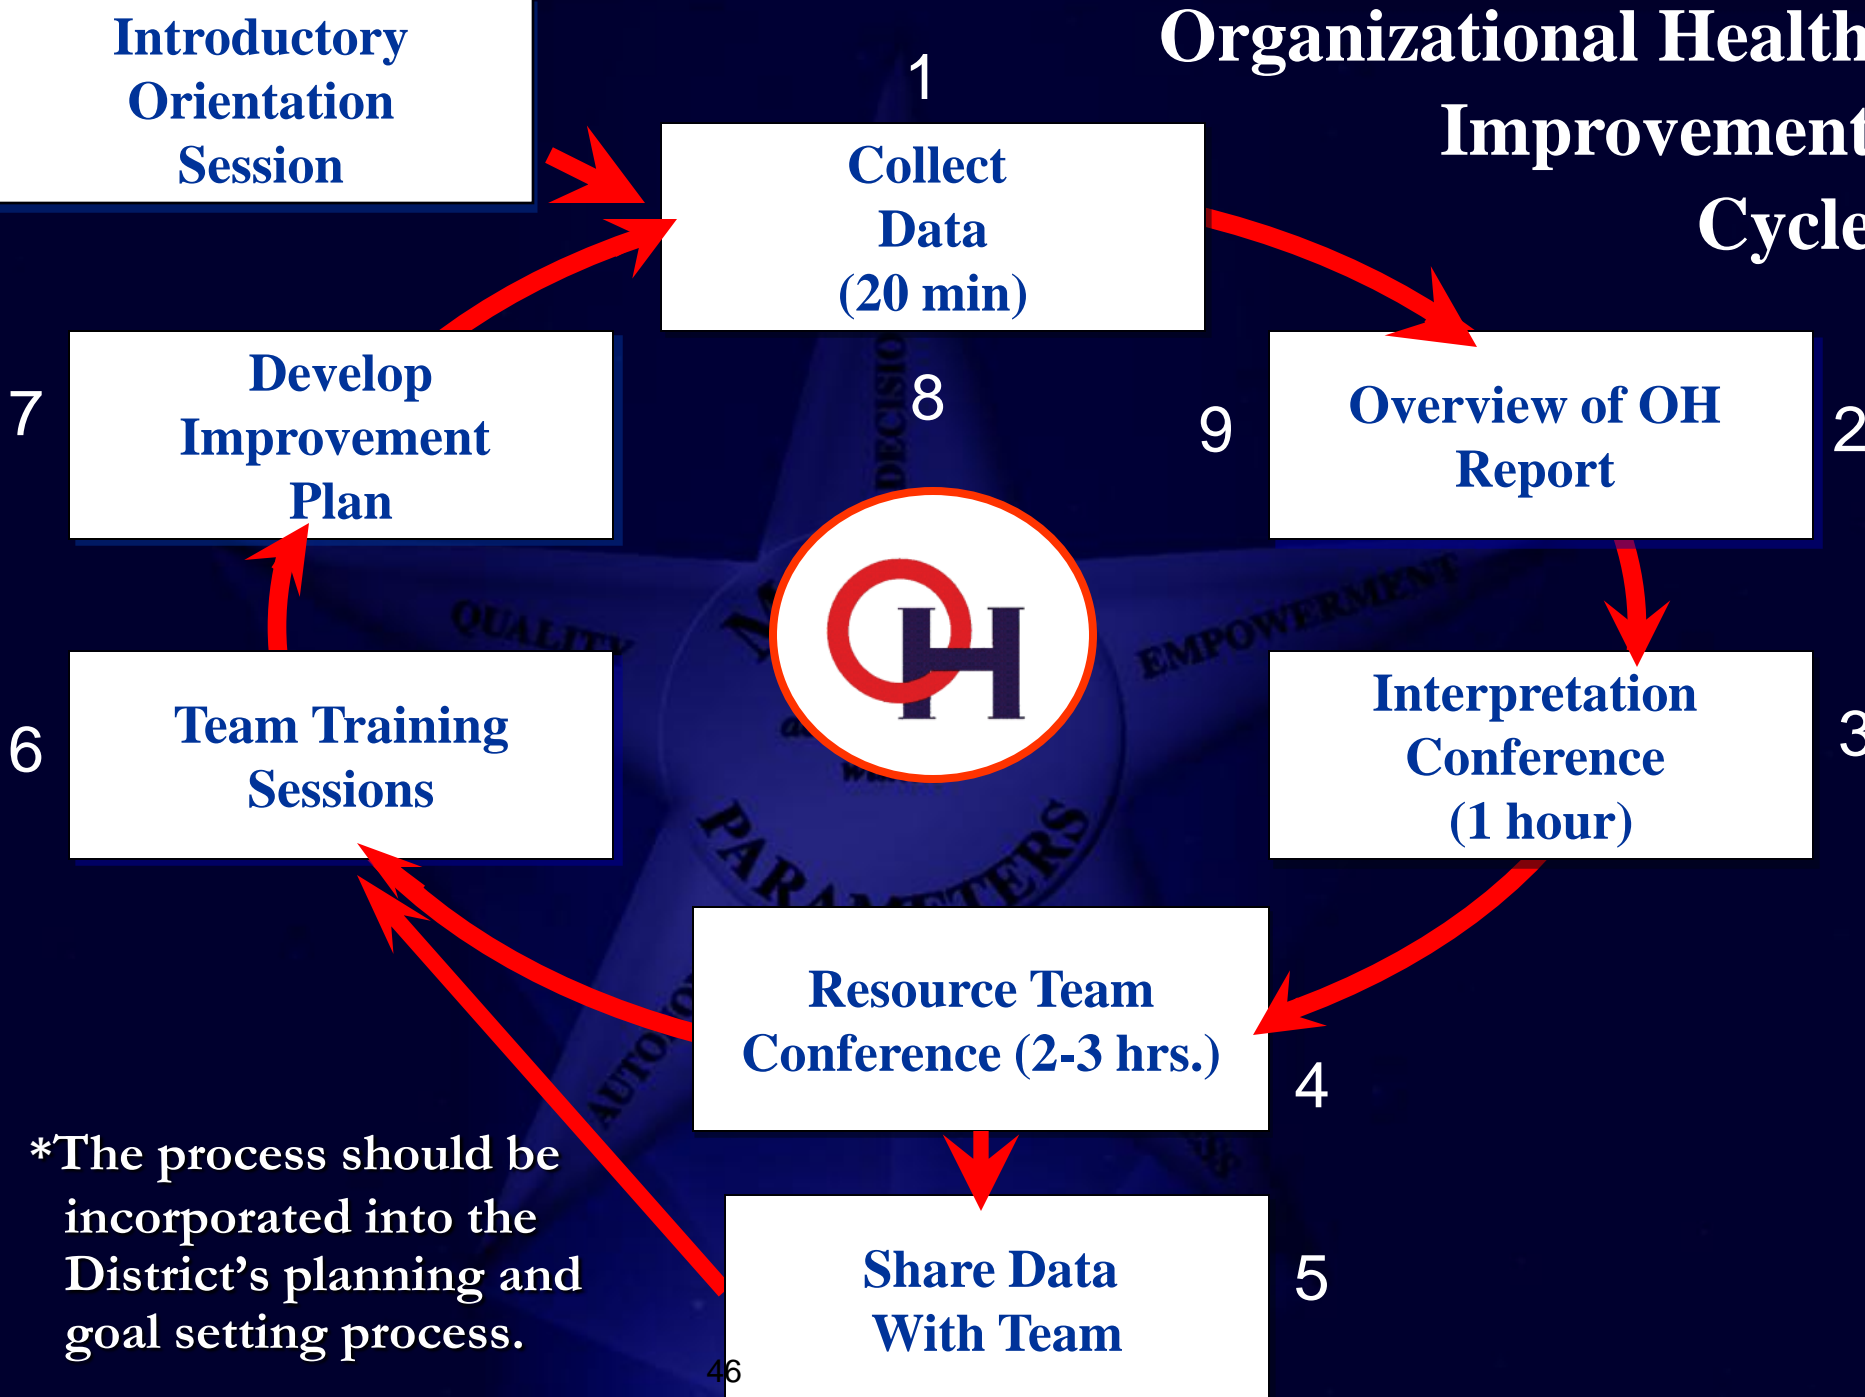 Introductory
Orientation
Session
Organizational Health
Improvement
Cycle
1
Collect
Data
(20 min)
7
Develop
Improvement
Plan
8
9
Overview of OH
Report
2
DECISIO
QUALITY
EMPOWERMENT
OH
6
Team Training
Sessions
Interpretation
Conference
(1 hour)
3
PARAMETERS
Resource Team
Conference (2-3 hrs.)
4
AUTONO
*The process should be
incorporated into the
District’s planning and
goal setting process.
Share Data
With Team
5
46